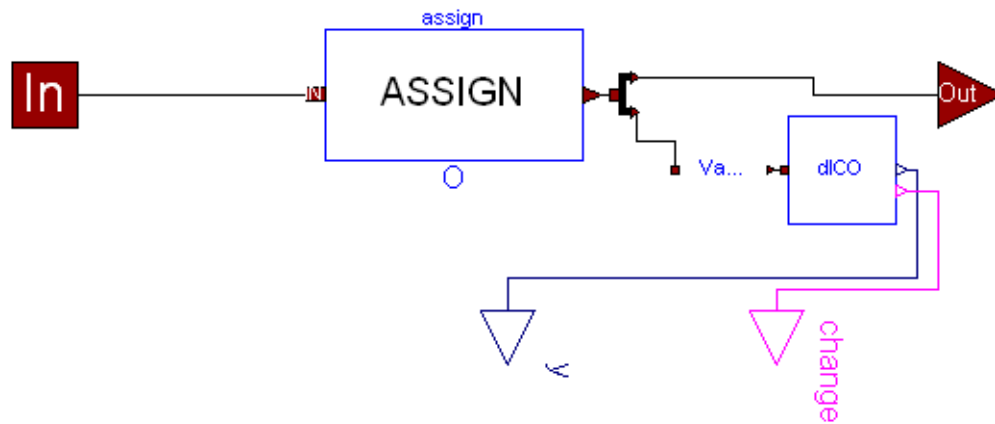 assign
In
IN
ASSIGN
Out
Va...
dICO
y
change